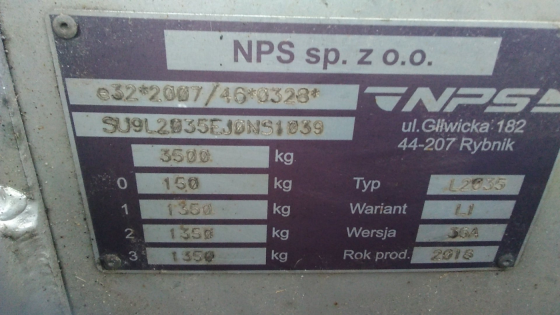 NPS sp. z o.o.
e32*2007/46*0326*
NPS
SU9L2035EJ0NS1039
ul.Gliwicka 182
44-207 Rybnik
3500 kg
0 150 kg Typ L2035
1 1350 kg Wariant L1
2 1350 kg Wersja 36A
3 1350 kg Rok prod. 2018